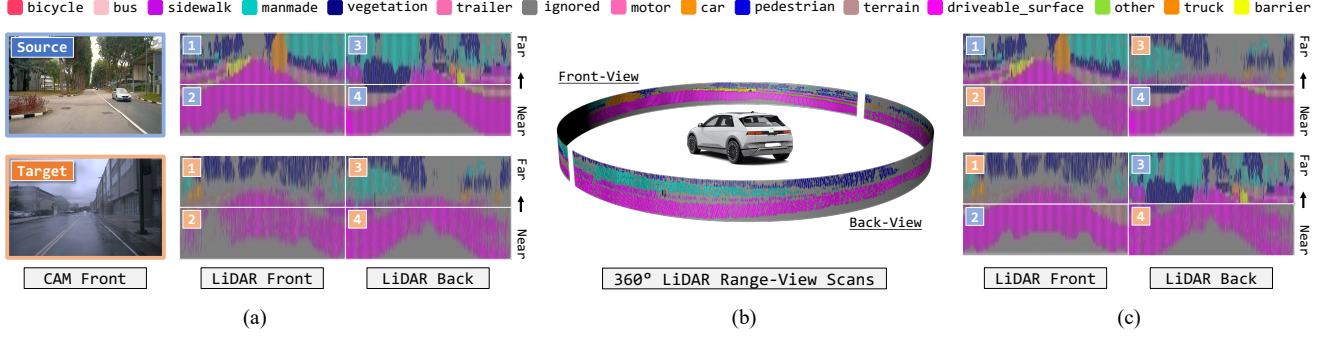 bicycle bus sidewalk manmade vegetation trailer ignored motor car pedestrian terrain driveable_surface other truck barrier
Source
1
3
2
4
Far
Near
Target
1
3
2
4
Far
Near
CAM Front
LiDAR Front
LiDAR Back
(a)
Front-View
Back-View
360° LiDAR Range-View Scans
(b)
1
3
2
4
Far
Near
1
3
2
4
Far
Near
LiDAR Front
LiDAR Back
(c)